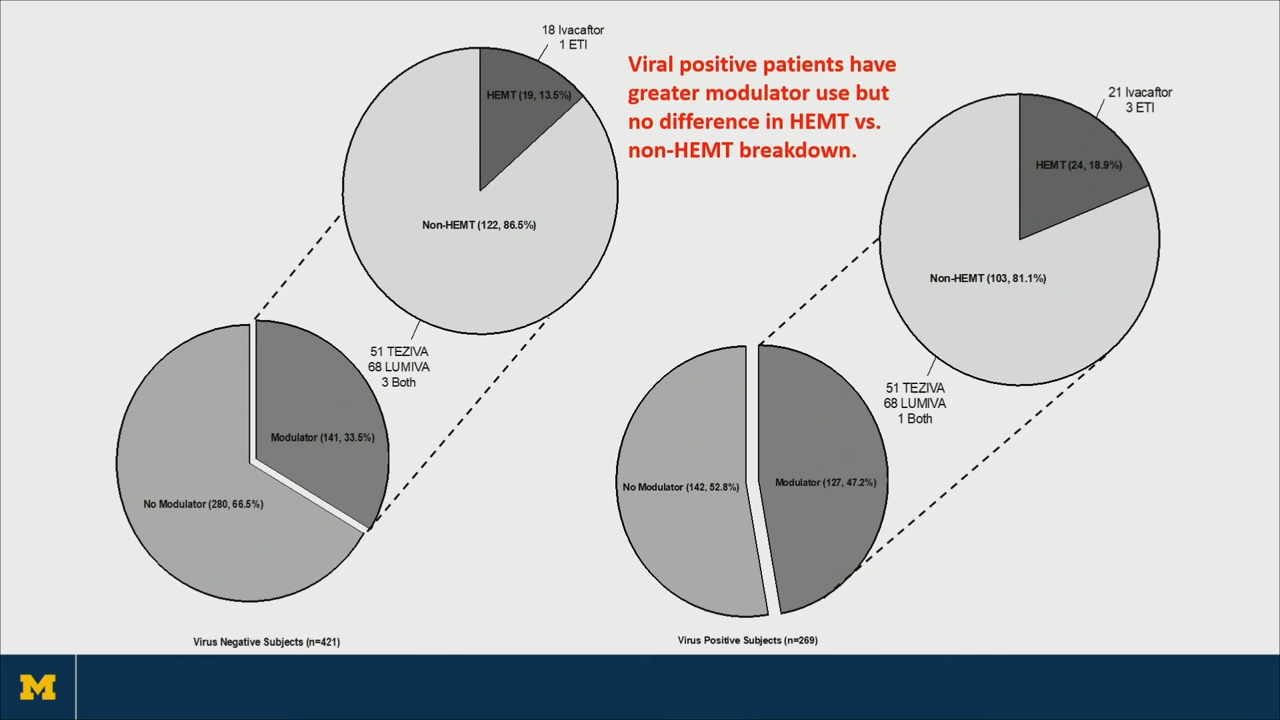 18 Ivacaftor
1 ETI
HEMT (19, 13.5%)
Non-HEMT (122, 86.5%)
51 TEZIVA
68 LUMIVA
3 Both
Modulator (141, 33.5%)
No Modulator (280, 66.5%)
Virus Negative Subjects (n=421)
Viral positive patients have
greater modulator use but
no difference in HEMT vs.
non-HEMT breakdown.
21 Ivacaftor
3 ETI
HEMT (24, 18.9%)
Non-HEMT (103, 81.1%)
51 TEZIVA
68 LUMIVA
1 Both
No Modulator (142, 52.8%)
Modulator (127, 47.2%)
Virus Positive Subjects (n=269)
M